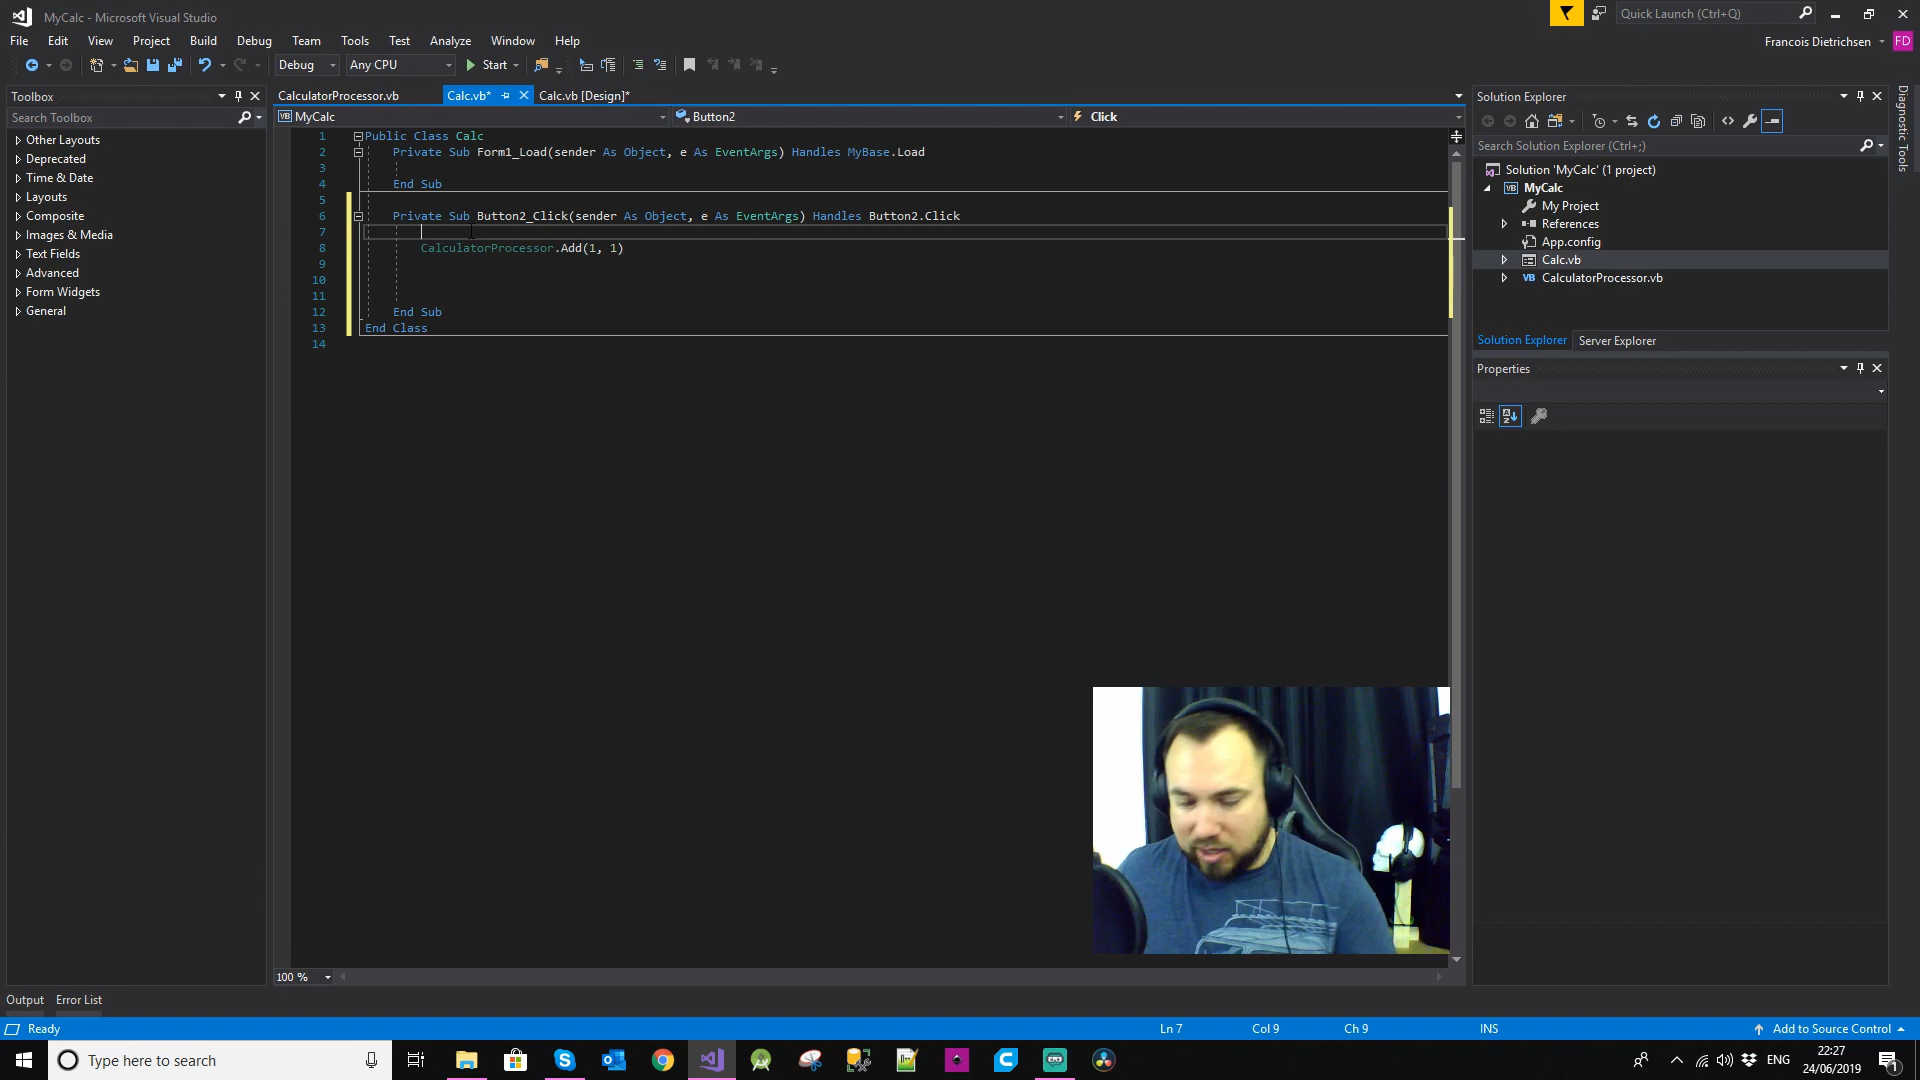 MyCalc - Microsoft Visual Studio
Quick Launch (Ctrl+Q)
File Edit View Project Build Debug Team Tools Test Analyze Window Help
Francois Dietrichsen FD
Debug Any CPU Start
Toolbox
CalculatorProcessor.vb Calc.vb* Calc.vb [Design]*
Solution Explorer
Diagnostic Tools
Search Toolbox
VB MyCalc Button2 Click
Other Layouts
Deprecated
Time & Date
Layouts
Composite
Images & Media
Text Fields
Advanced
Form Widgets
General
1 Public Class Calc
2 Private Sub Form1_Load(sender As Object, e As EventArgs) Handles MyBase.Load
3
4 End Sub
5
6 Private Sub Button2_Click(sender As Object, e As EventArgs) Handles Button2.Click
7
8 CalculatorProcessor.Add(1, 1)
9
10
11
12 End Sub
13 End Class
14
Search Solution Explorer (Ctrl+;)
Solution 'MyCalc' (1 project)
VB MyCalc
My Project
References
App.config
Calc.vb
VB CalculatorProcessor.vb
Solution Explorer Server Explorer
Properties
100 %
Output Error List
Ready Ln 7 Col 9 Ch 9 INS Add to Source Control
Type here to search
ENG
22:27
24/06/2019
1